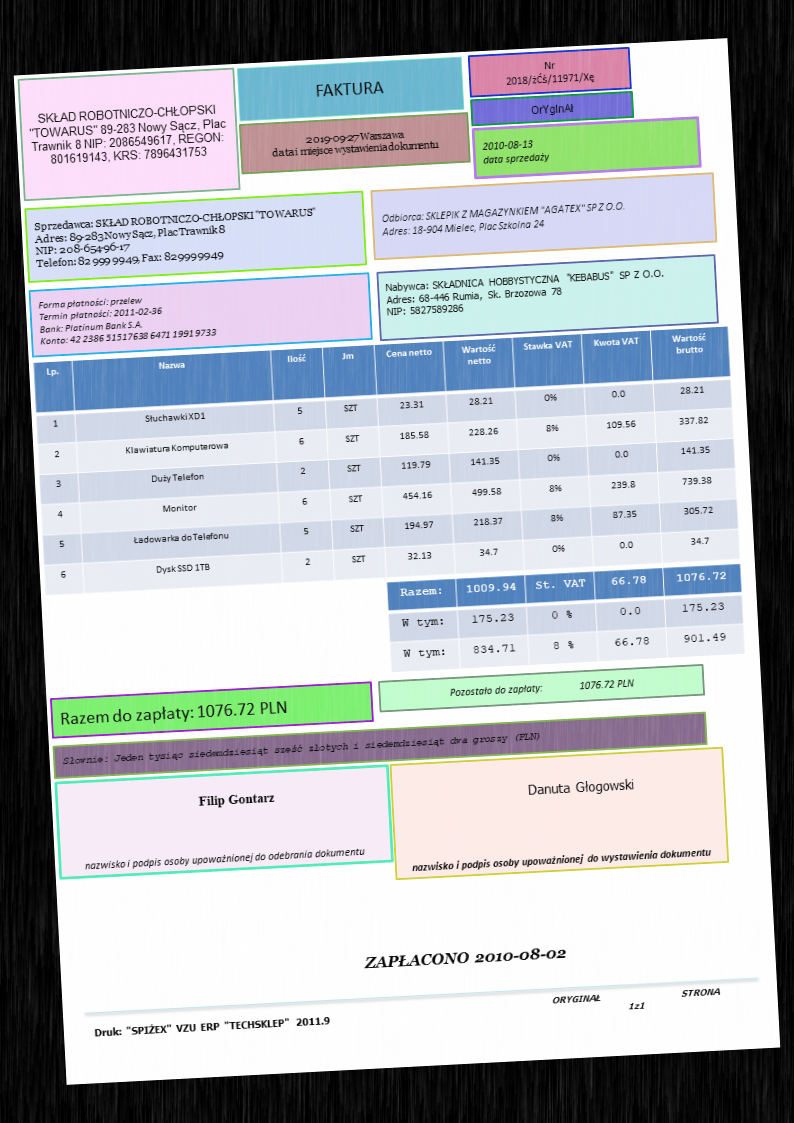 SKŁAD ROBOTNICZO-CHŁOPSKI
"TOWARUS" 89-283 Nowy Sącz, Plac
Trawnik 8 NIP: 2086549617, REGON:
801619143, KRS: 7896431753
FAKTURA
2019-09-27 Warszawa
data i miejsce wystawienia dokumentu
Nr
2018/żĆŚ/11971/Xę
OrYgInAł
2010-08-13
data sprzedaży
Sprzedawca: SKŁAD ROBOTNICZO-CHŁOPSKI "TOWARUS"
Adres: 89-283 Nowy Sącz, Plac Trawnik 8
NIP: 208-654-96-17
Telefon: 82 999 99 49, Fax: 829999949
Odbiorca: SKLEPIK Z MAGAZYNKIEM "AGATEX" SP Z O.O.
Adres: 18-904 Mielec, Plac Szkolna 24
Forma płatności: przelew
Termin płatności: 2011-02-36
Bank: Platinum Bank S.A.
Konto: 42 2386 5151 7638 6471 1991 9733
Nabywca: SKŁADNICA HOBBYSTYCZNA "KEBABUS" SP Z O.O.
Adres: 68-446 Rumia, Sk. Brzozowa 78
NIP: 5827589286
Lp. Nazwa Ilość Jm Cena netto Wartość netto Stawka VAT Kwota VAT Wartość brutto
1 Słuchawki XD1 5 SZT 23.31 28.21 0% 0.0 28.21
2 Klawiatura Komputerowa 6 SZT 185.58 228.26 8% 109.56 337.82
3 Duży Telefon 2 SZT 119.79 141.35 0% 0.0 141.35
4 Monitor 6 SZT 454.16 499.58 8% 239.8 739.38
5 Ładowarka do Telefonu 5 SZT 194.97 218.37 8% 87.35 305.72
6 Dysk SSD 1TB 2 SZT 32.13 34.7 0% 0.0 34.7
Razem: 1009.94 St. VAT 66.78 1076.72
W tym: 175.23 0 % 0.0 175.23
W tym: 834.71 8 % 66.78 901.49
Razem do zapłaty: 1076.72 PLN
Pozostało do zapłaty: 1076.72 PLN
Słownie: Jeden tysiąc siedemdziesiąt sześć złotych i siedemdziesiąt dwa groszy (PLN)
Filip Gontarz
nazwisko i podpis osoby upoważnionej do odebrania dokumentu
Danuta Głogowski
nazwisko i podpis osoby upoważnionej do wystawienia dokumentu
ZAPŁACONO 2010-08-02
Druk: "SPIŻEX" VZU ERP "TECHSKLEP" 2011.9
ORYGINAŁ
1z1
STRONA